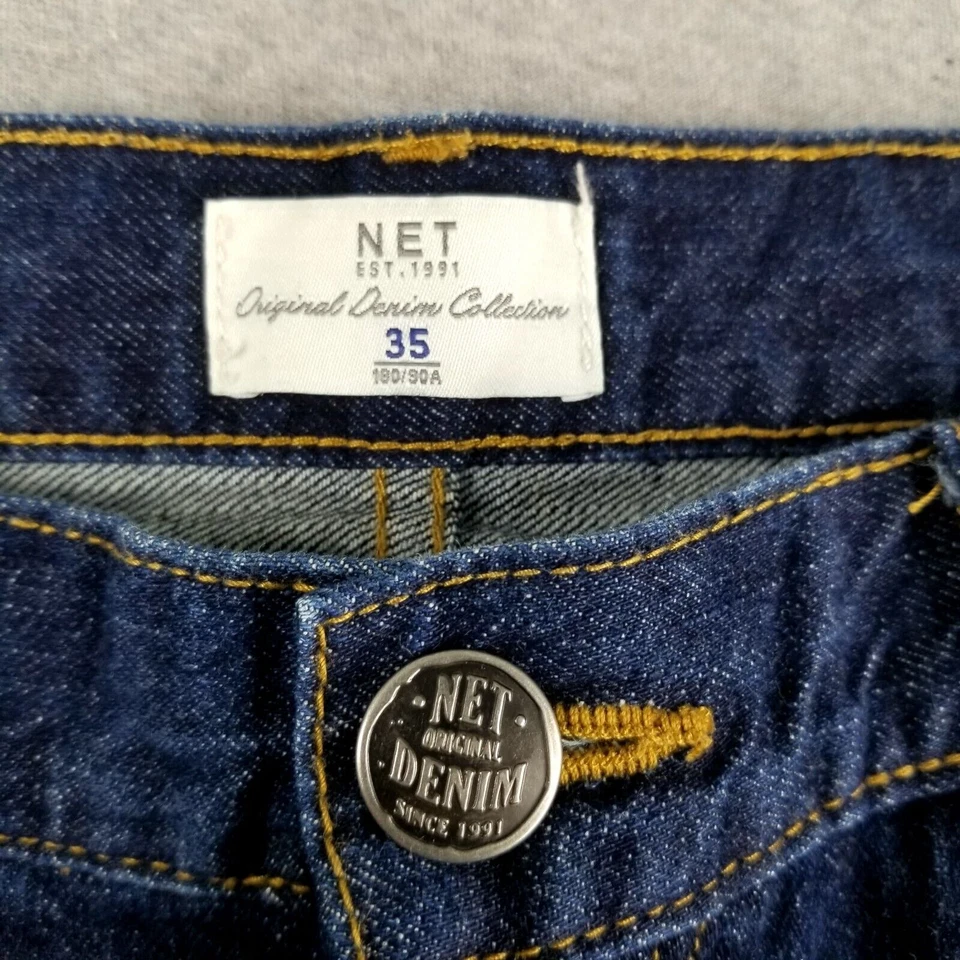 NET
EST.1991
Original Denim Collection
35
180/90A
NET
ORIGINAL
DENIM
SINCE 1991